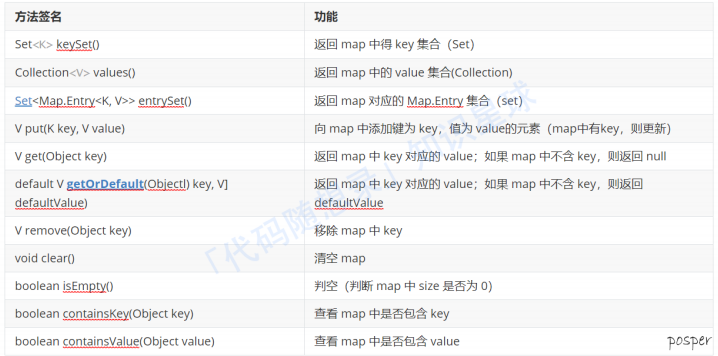 方法签名 功能
Set<K> keySet() 返回 map 中得 key 集合（Set）
Collection<V> values() 返回 map 中的 value 集合(Collection)
Set<Map.Entry<K, V>> entrySet() 返回 map 对应的 Map.Entry 集合（set）
V put(K key, V value) 向 map 中添加键为 key，值为 value的元素（map中有key，则更新）
V get(Object key) 返回 map 中 key 对应的 value；如果 map 中不含 key，则返回 null
default V getOrDefault(Objectl) key, V] 返回 map 中 key 对应的 value；如果 map 中不含 key，则返回
defaultValue) defaultValue
V remove(Object key) 移除 map 中 key
void clear() 清空 map
boolean isEmpty() 判空（判断 map 中 size 是否为 0）
boolean containsKey(Object key) 查看 map 中是否包含 key
boolean containsValue(Object value) 查看 map 中是否包含 value
「代码随想录」知识星球
posper